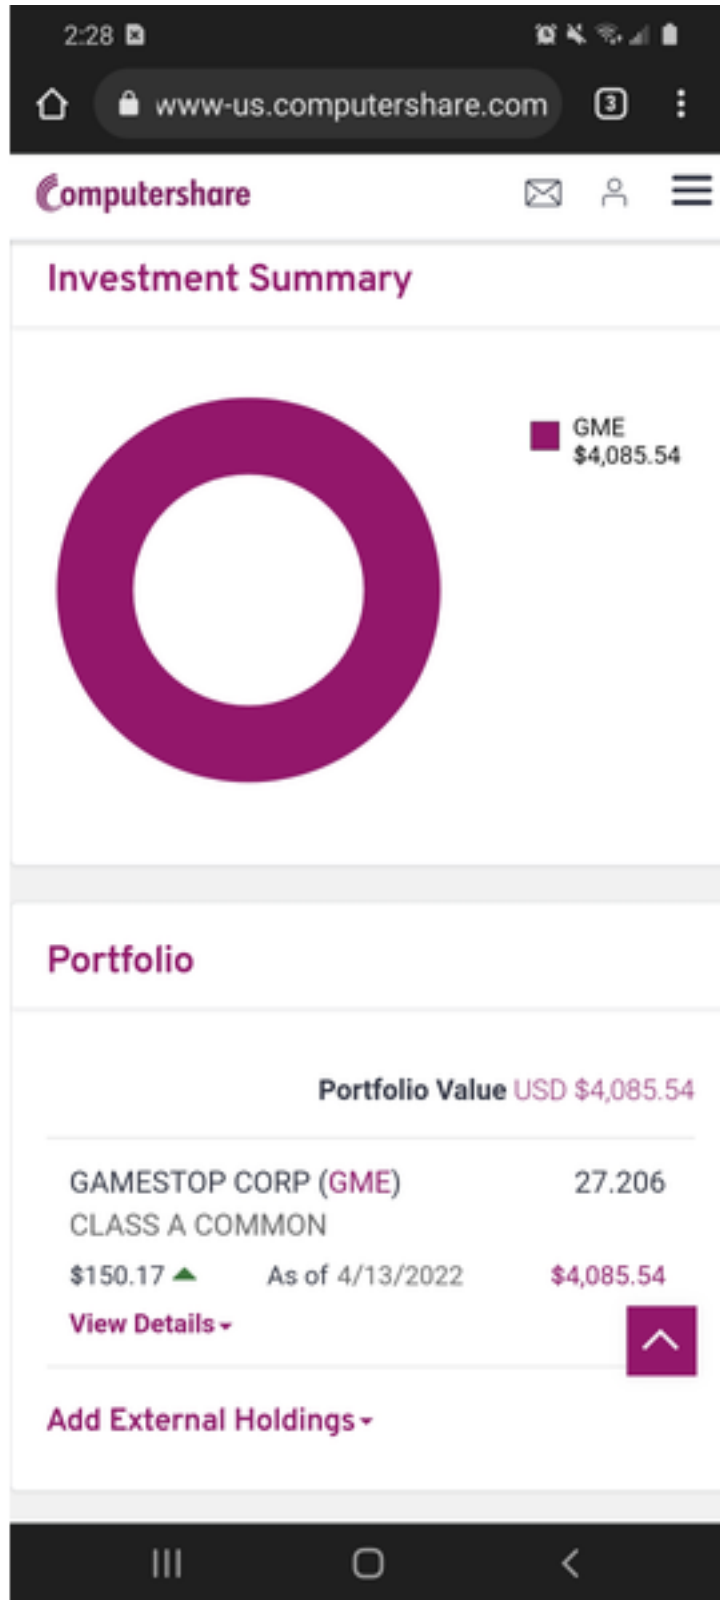 2:28
www-us.computershare.com
3
Computershare
Investment Summary
GME
$4,085.54
Portfolio
Portfolio Value USD $4,085.54
GAMESTOP CORP (GME) 27.206
CLASS A COMMON
$150.17 As of 4/13/2022 $4,085.54
View Details
Add External Holdings